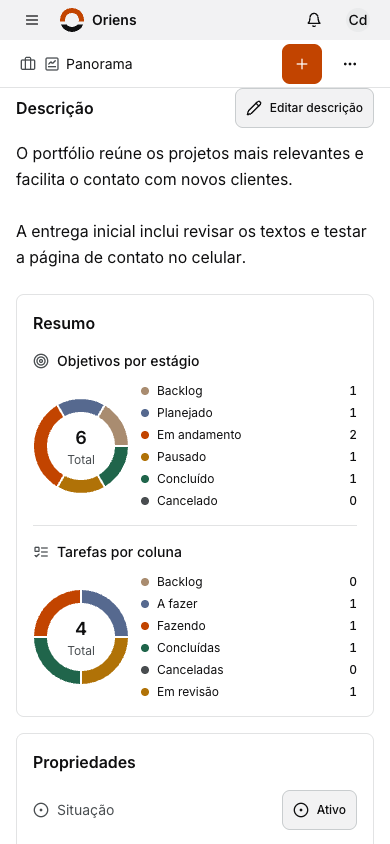 Oriens
Cd
Panorama
Descrição
Editar descrição
O portfólio reúne os projetos mais relevantes e
facilita o contato com novos clientes.
A entrega inicial inclui revisar os textos e testar
a página de contato no celular.
Resumo
Objetivos por estágio
6
Total
Backlog 1
Planejado 1
Em andamento 2
Pausado 1
Concluído 1
Cancelado 0
Tarefas por coluna
4
Total
Backlog 0
A fazer 1
Fazendo 1
Concluídas 1
Canceladas 0
Em revisão 1
Propriedades
Situação
Ativo